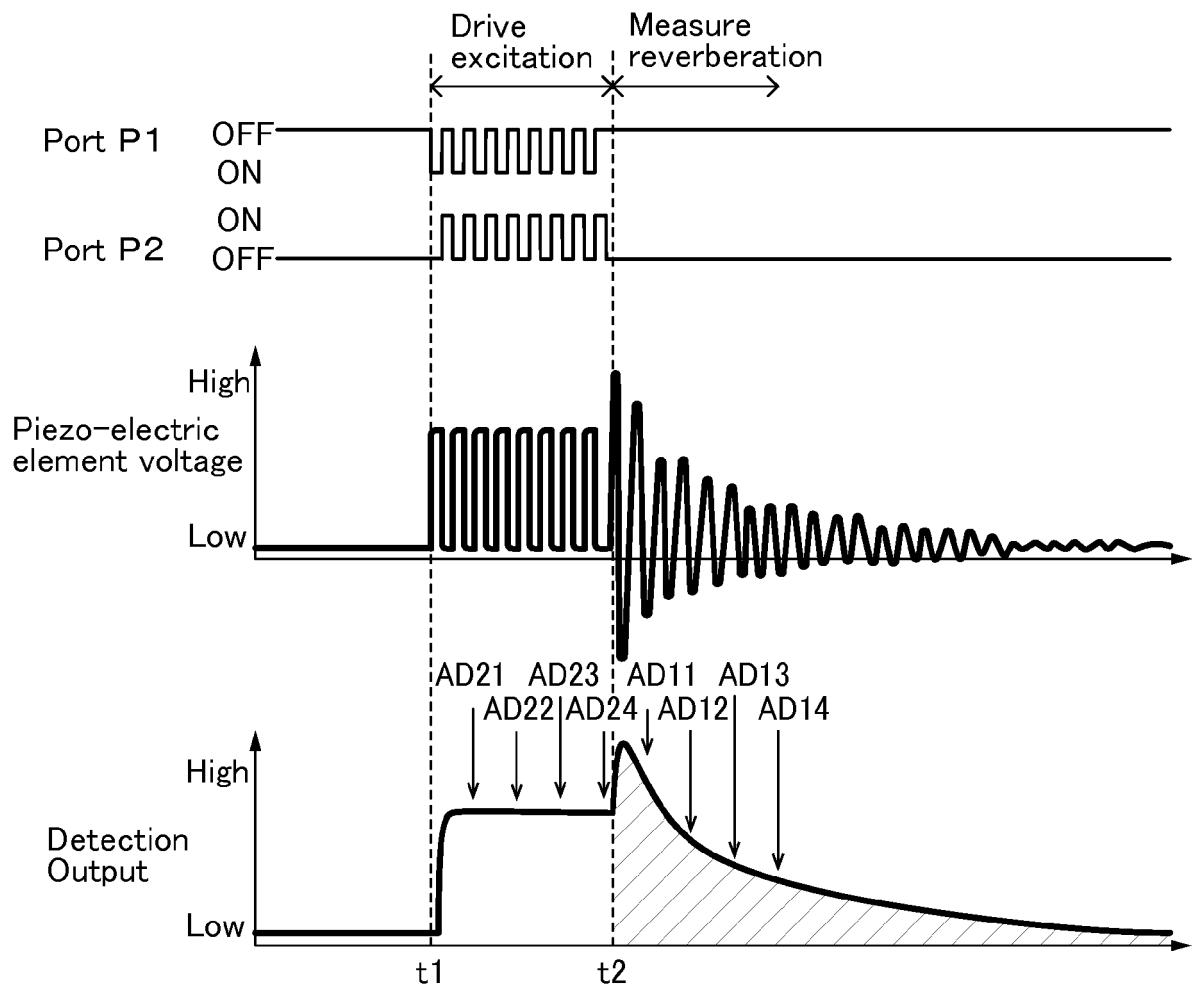 Drive
excitation
Measure
reverberation
Port P1
OFF
ON
Port P2
ON
OFF
High
Piezo-electric
element voltage
Low
AD21
AD23
AD11
AD13
AD22
AD24
AD12
AD14
High
Detection
Output
Low
t1
t2